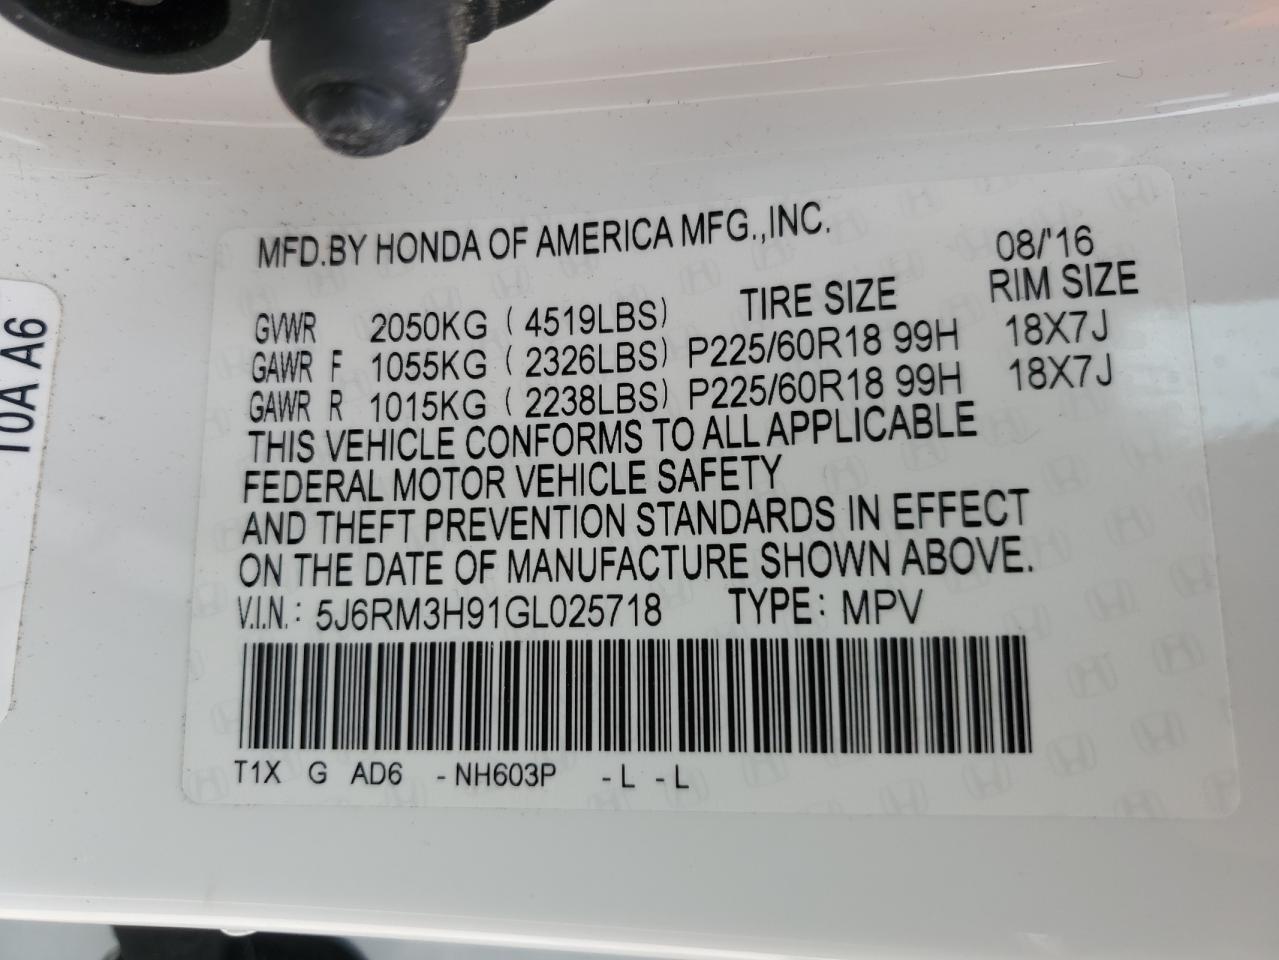 MFD.BY HONDA OF AMERICA MFG.,INC. 08/'16
GVWR 2050KG ( 4519LBS) TIRE SIZE RIM SIZE
GAWR F 1055KG ( 2326LBS) P225/60R18 99H 18X7J
GAWR R 1015KG ( 2238LBS) P225/60R18 99H 18X7J
THIS VEHICLE CONFORMS TO ALL APPLICABLE
FEDERAL MOTOR VEHICLE SAFETY
AND THEFT PREVENTION STANDARDS IN EFFECT
ON THE DATE OF MANUFACTURE SHOWN ABOVE.
V.I.N.: 5J6RM3H91GL025718 TYPE: MPV
T1X G AD6 -NH603P -L -L
A6